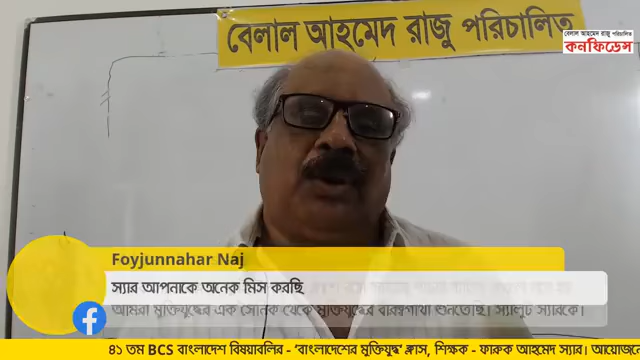 বেলাল আহমেদ রাজু পরিচালিত
বেলাল আহমেদ রাজু পরিচালিত
কনফিডেন্স
Foyjunnahar Naj
স্যার আপনাকে অনেক মিস করছি
আমরা মুক্তিযুদ্ধের এক সৈনিক থেকে মুক্তিযুদ্ধের বীরত্বগাথা শুনতেছি। স্যালুট স্যারকে।
৪১ তম BCS বাংলাদেশ বিষয়াবলির - ‘বাংলাদেশের মুক্তিযুদ্ধ’ ক্লাস, শিক্ষক - ফারুক আহমেদ স্যার। আয়োজনে